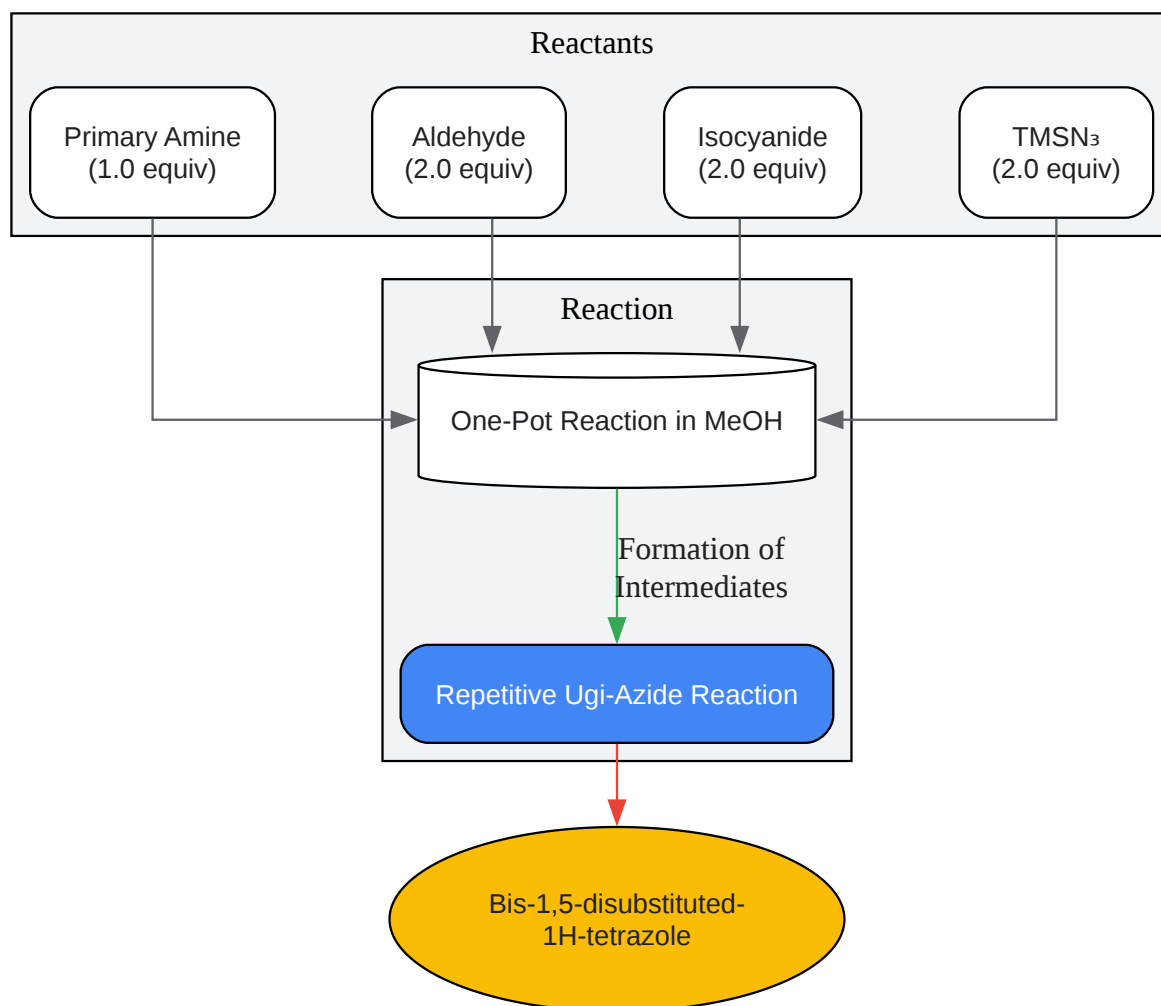 Reactants
Primary Amine
(1.0 equiv)
Aldehyde
(2.0 equiv)
Isocyanide
(2.0 equiv)
TMSN₃
(2.0 equiv)
Reaction
One-Pot Reaction in MeOH
Formation of
Intermediates
Repetitive Ugi-Azide Reaction
Bis-1,5-disubstituted-
1H-tetrazole